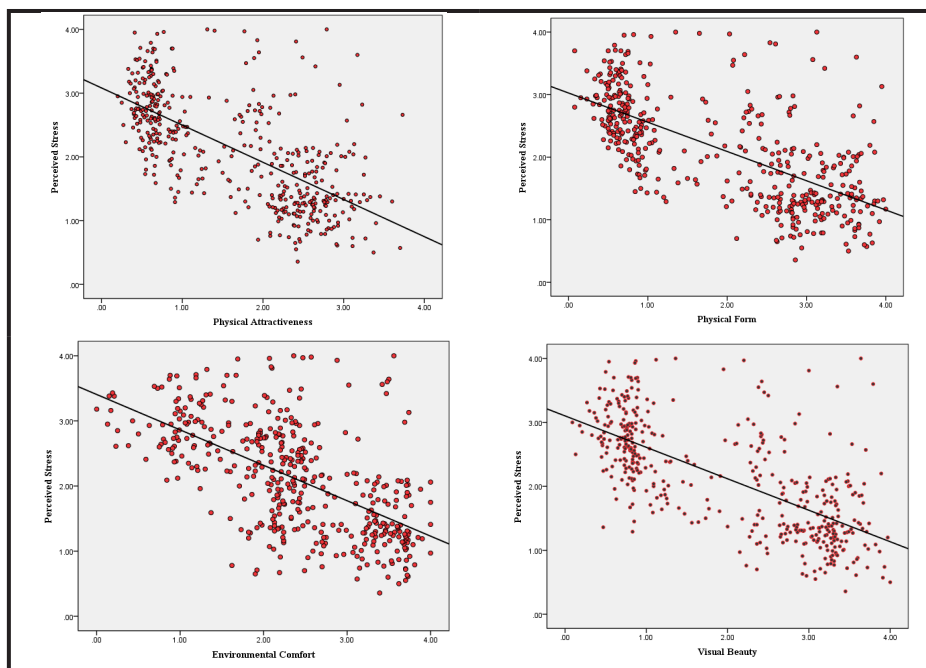 4.00
3.00
2.00
1.00
.00
Perceived Stress
.00 1.00 2.00 3.00 4.00
Physical Attractiveness
4.00
3.00
2.00
1.00
.00
Perceived Stress
.00 1.00 2.00 3.00 4.00
Physical Form
4.00
3.00
2.00
1.00
.00
Perceived Stress
.00 1.00 2.00 3.00 4.00
Environmental Comfort
4.00
3.00
2.00
1.00
.00
Perceived Stress
.00 1.00 2.00 3.00 4.00
Visual Beauty